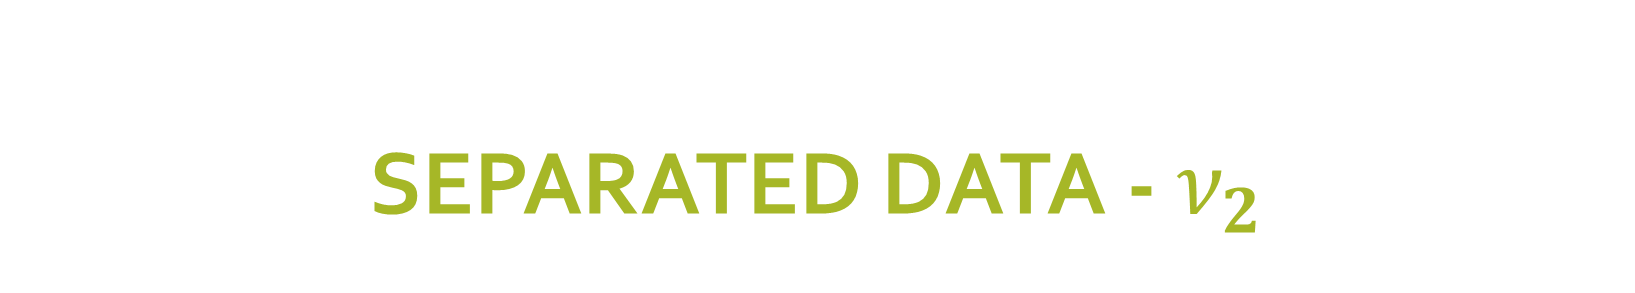 SEPARATED DATA - ν₂